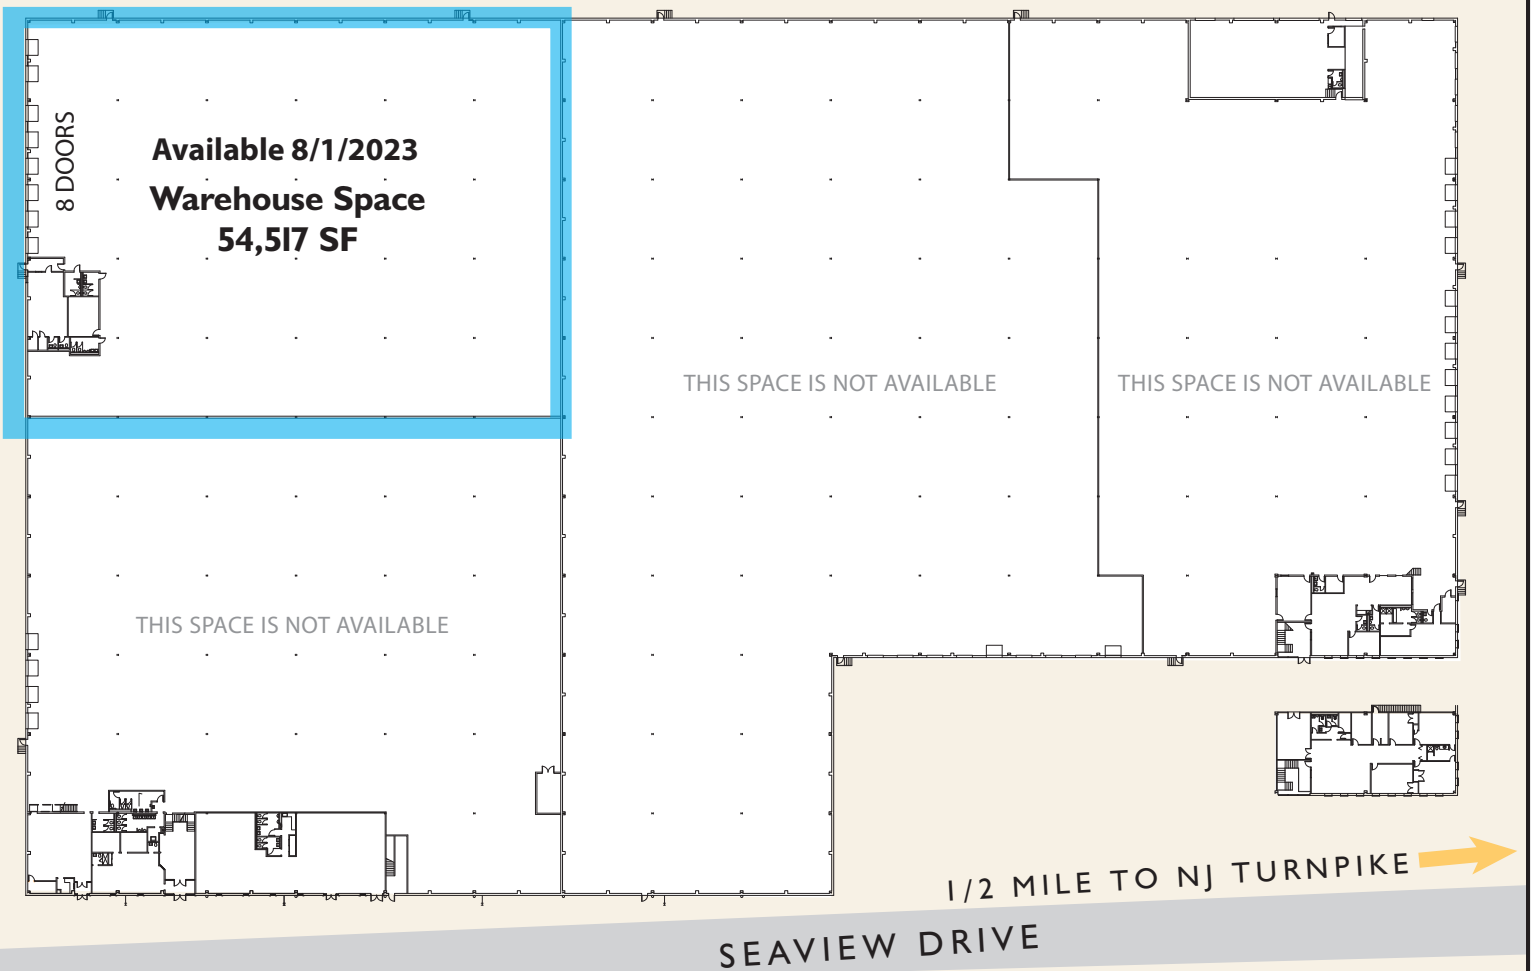 8 DOORS
Available 8/1/2023
Warehouse Space
54,517 SF
THIS SPACE IS NOT AVAILABLE
THIS SPACE IS NOT AVAILABLE
THIS SPACE IS NOT AVAILABLE
1/2 MILE TO NJ TURNPIKE
SEAVIEW DRIVE